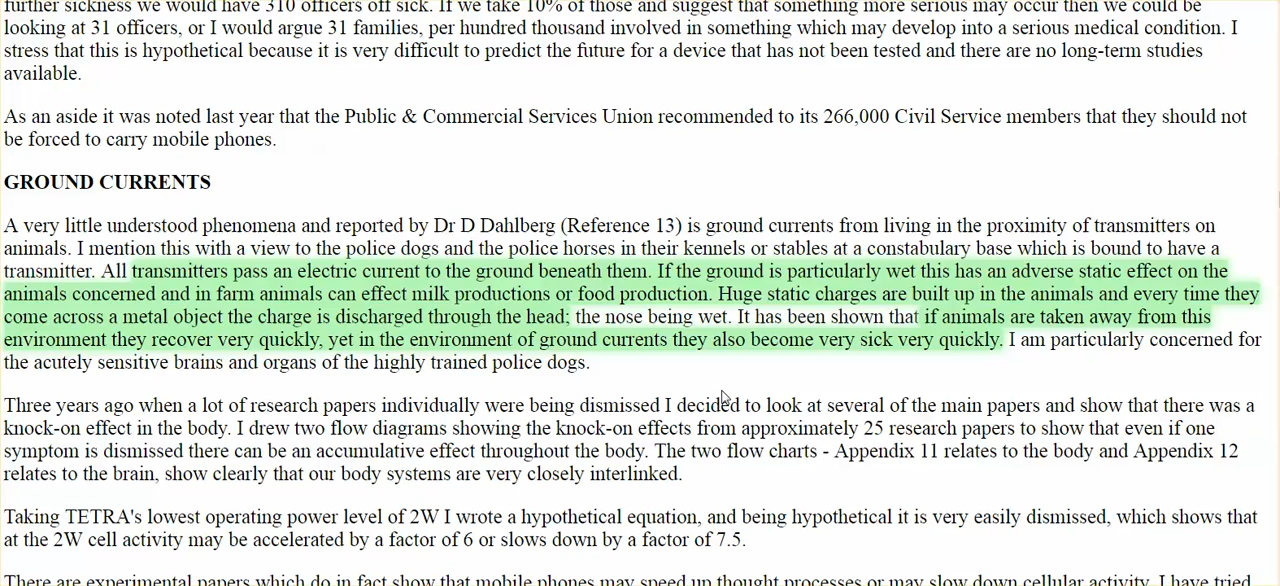 further sickness we would have 310 officers off sick. If we take 10% of those and suggest that something more serious may occur then we could be
looking at 31 officers, or I would argue 31 families, per hundred thousand involved in something which may develop into a serious medical condition. I
stress that this is hypothetical because it is very difficult to predict the future for a device that has not been tested and there are no long-term studies
available.
As an aside it was noted last year that the Public & Commercial Services Union recommended to its 266,000 Civil Service members that they should not
be forced to carry mobile phones.
GROUND CURRENTS
A very little understood phenomena and reported by Dr D Dahlberg (Reference 13) is ground currents from living in the proximity of transmitters on
animals. I mention this with a view to the police dogs and the police horses in their kennels or stables at a constabulary base which is bound to have a
transmitter. All transmitters pass an electric current to the ground beneath them. If the ground is particularly wet this has an adverse static effect on the
animals concerned and in farm animals can effect milk productions or food production. Huge static charges are built up in the animals and every time they
come across a metal object the charge is discharged through the head; the nose being wet. It has been shown that if animals are taken away from this
environment they recover very quickly, yet in the environment of ground currents they also become very sick very quickly. I am particularly concerned for
the acutely sensitive brains and organs of the highly trained police dogs.
Three years ago when a lot of research papers individually were being dismissed I decided to look at several of the main papers and show that there was a
knock-on effect in the body. I drew two flow diagrams showing the knock-on effects from approximately 25 research papers to show that even if one
symptom is dismissed there can be an accumulative effect throughout the body. The two flow charts - Appendix 11 relates to the body and Appendix 12
relates to the brain, show clearly that our body systems are very closely interlinked.
Taking TETRA's lowest operating power level of 2W I wrote a hypothetical equation, and being hypothetical it is very easily dismissed, which shows that
at the 2W cell activity may be accelerated by a factor of 6 or slows down by a factor of 7.5.
There are experimental papers which do in fact show that mobile phones may speed up thought processes or may slow down cellular activity. I have tried